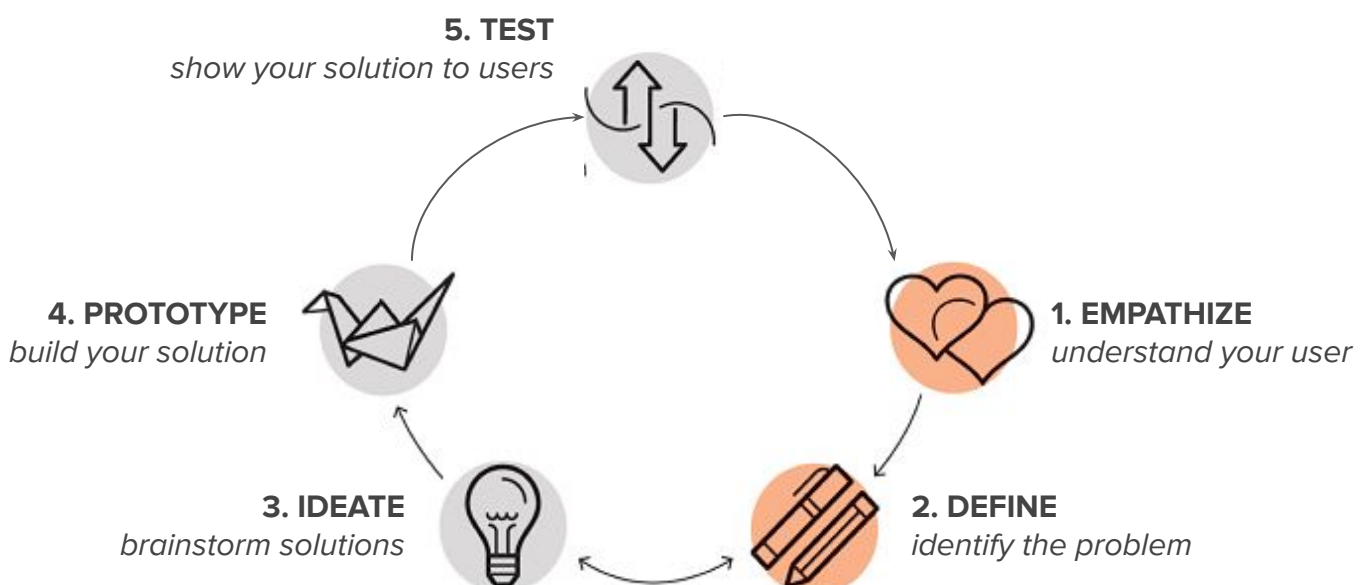 5. TEST
show your solution to users
1. EMPATHIZE
understand your user
4. PROTOTYPE
build your solution
3. IDEATE
brainstorm solutions
2. DEFINE
identify the problem